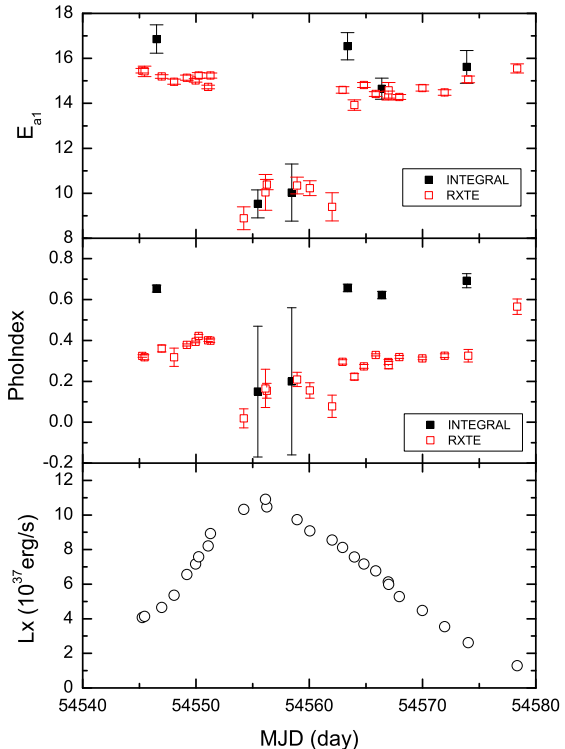 18
16
14
12
10
8
E_a1
INTEGRAL
RXTE
0.8
0.6
0.4
0.2
0.0
-0.2
PhoIndex
INTEGRAL
RXTE
12
10
8
6
4
2
0
Lx (10^37 erg/s)
54540 54550 54560 54570 54580
MJD (day)